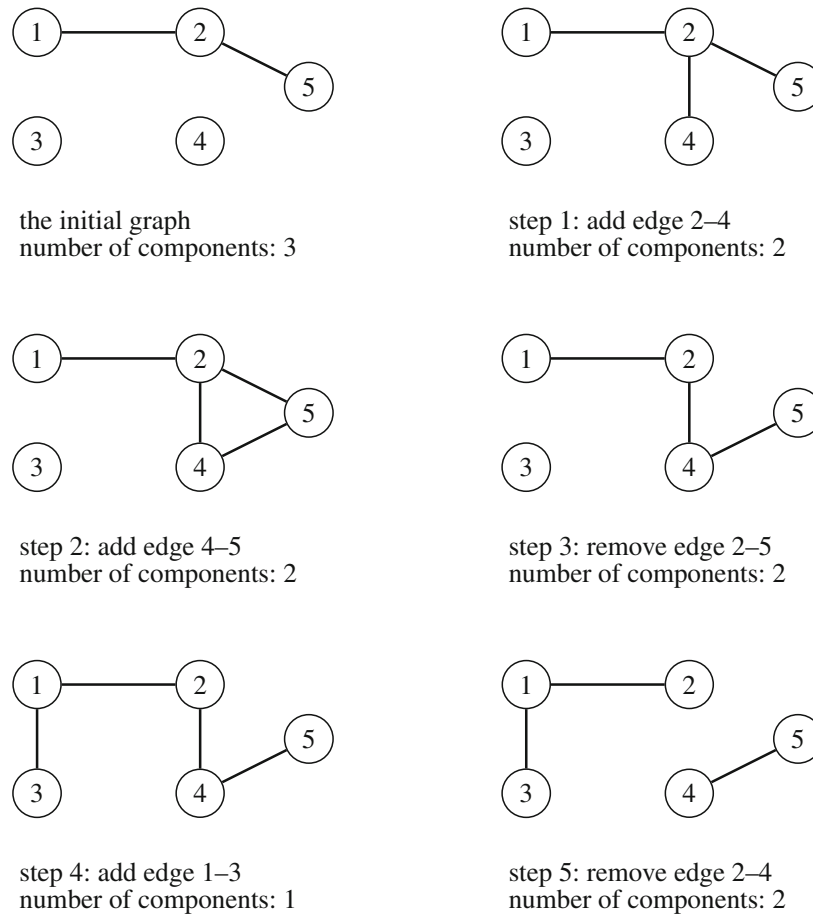 1 2 5
3 4
the initial graph
number of components: 3
1 2 5
3 4
step 1: add edge 2–4
number of components: 2
1 2 5
3 4
step 2: add edge 4–5
number of components: 2
1 2 5
3 4
step 3: remove edge 2–5
number of components: 2
1 2 5
3 4
step 4: add edge 1–3
number of components: 1
1 2 5
3 4
step 5: remove edge 2–4
number of components: 2